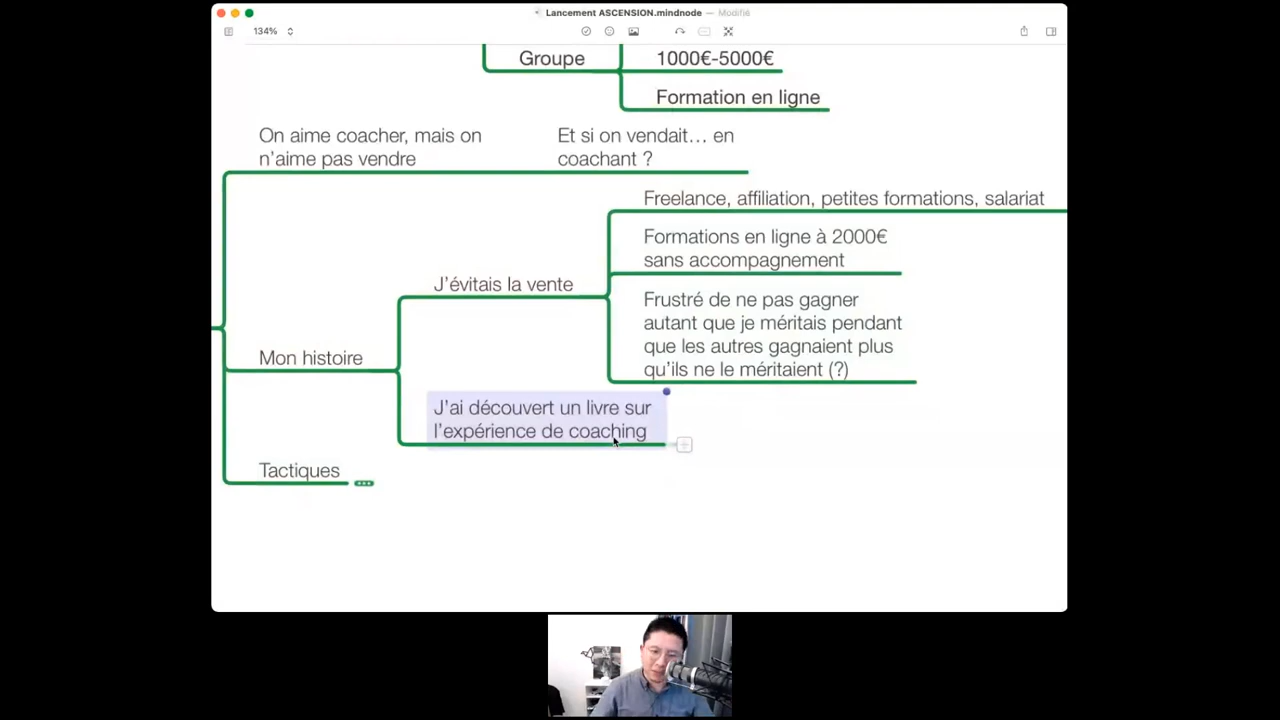 Lancement ASCENSION.mindnode — Modifié
134%
Groupe
1000€-5000€
Formation en ligne
On aime coacher, mais on
n'aime pas vendre
Et si on vendait… en
coachant ?
Freelance, affiliation, petites formations, salariat
Formations en ligne à 2000€
sans accompagnement
J'évitais la vente
Frustré de ne pas gagner
autant que je méritais pendant
que les autres gagnaient plus
qu'ils ne le méritaient (?)
Mon histoire
J'ai découvert un livre sur
l'expérience de coaching
Tactiques